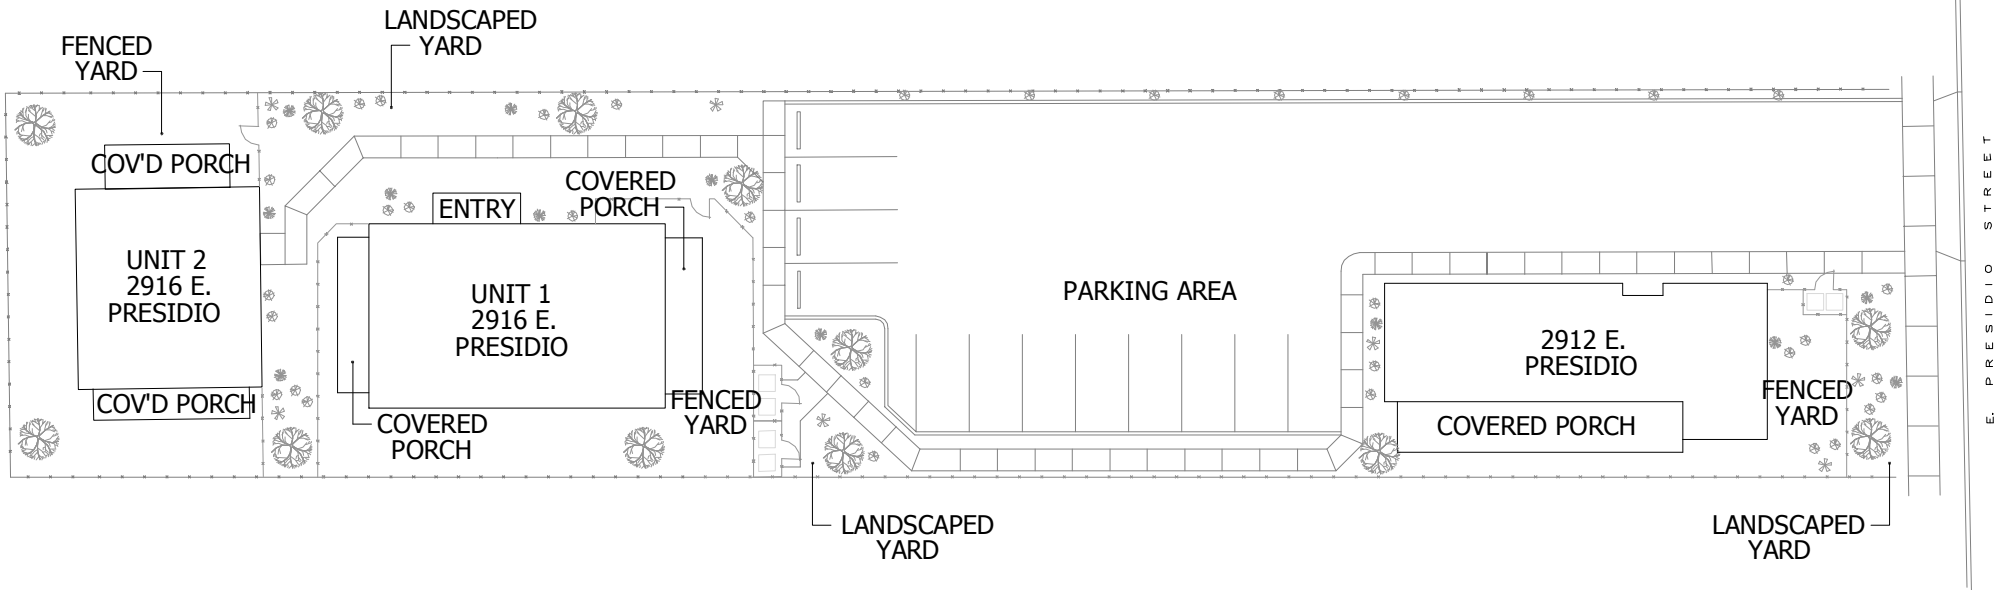 LANDSCAPED
YARD
FENCED
YARD
COV'D PORCH
UNIT 2
2916 E.
PRESIDIO
COV'D PORCH
ENTRY
COVERED
PORCH
UNIT 1
2916 E.
PRESIDIO
COVERED
PORCH
FENCED
YARD
LANDSCAPED
YARD
PARKING AREA
2912 E.
PRESIDIO
COVERED PORCH
FENCED
YARD
LANDSCAPED
YARD
E. PRESIDIO STREET